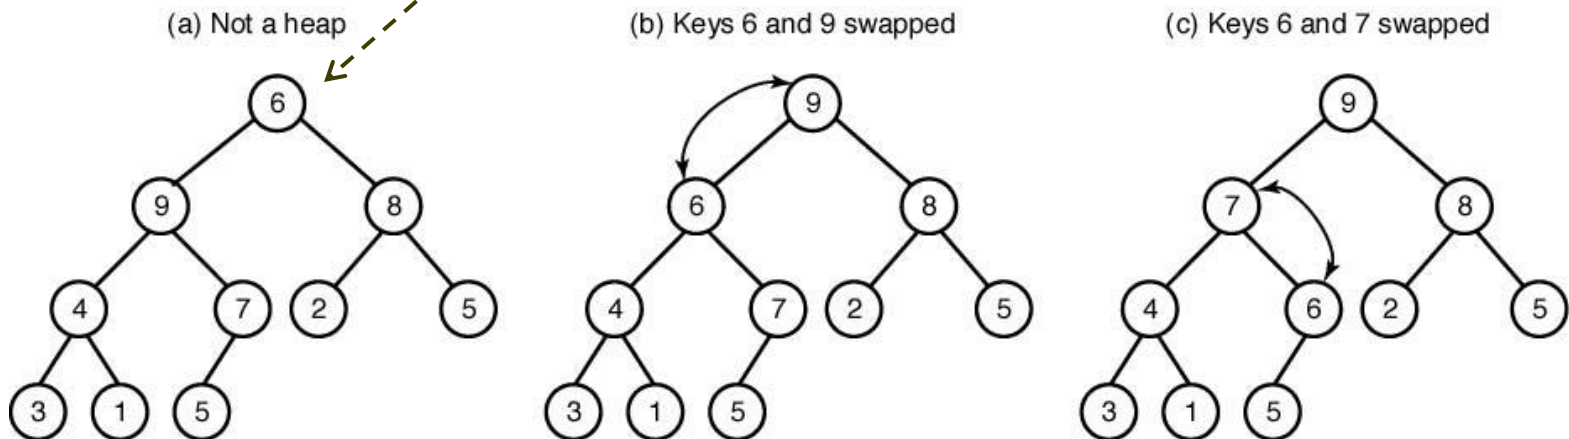 (a) Not a heap
(b) Keys 6 and 9 swapped
(c) Keys 6 and 7 swapped
6
9
9
9 8
6 8
7 8
4 7 2 5
4 7 2 5
4 6 2 5
3 1 5
3 1 5
3 1 5